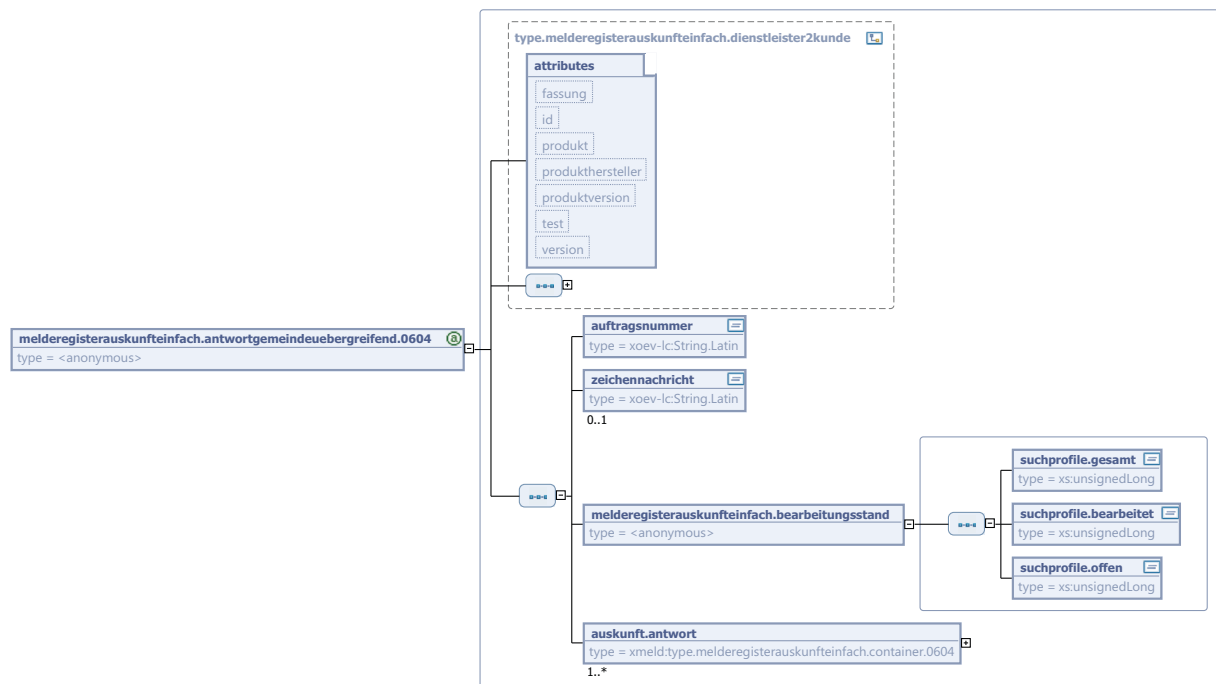 type.melderegisterauskunfteinfach.dienstleister2kunde
attributes
fassung
id
produkt
produkthersteller
produktversion
test
version
melderegisterauskunfteinfach.antwortgemeindeuebergreifend.0604
type = <anonymous>
auftragsnummer
type = xoev-lc:String.Latin
zeichennachricht
type = xoev-lc:String.Latin
0..1
melderegisterauskunfteinfach.bearbeitungsstand
type = <anonymous>
suchprofile.gesamt
type = xs:unsignedLong
suchprofile.bearbeitet
type = xs:unsignedLong
suchprofile.offen
type = xs:unsignedLong
auskunft.antwort
type = xmeld:type.melderegisterauskunfteinfach.container.0604
1..*